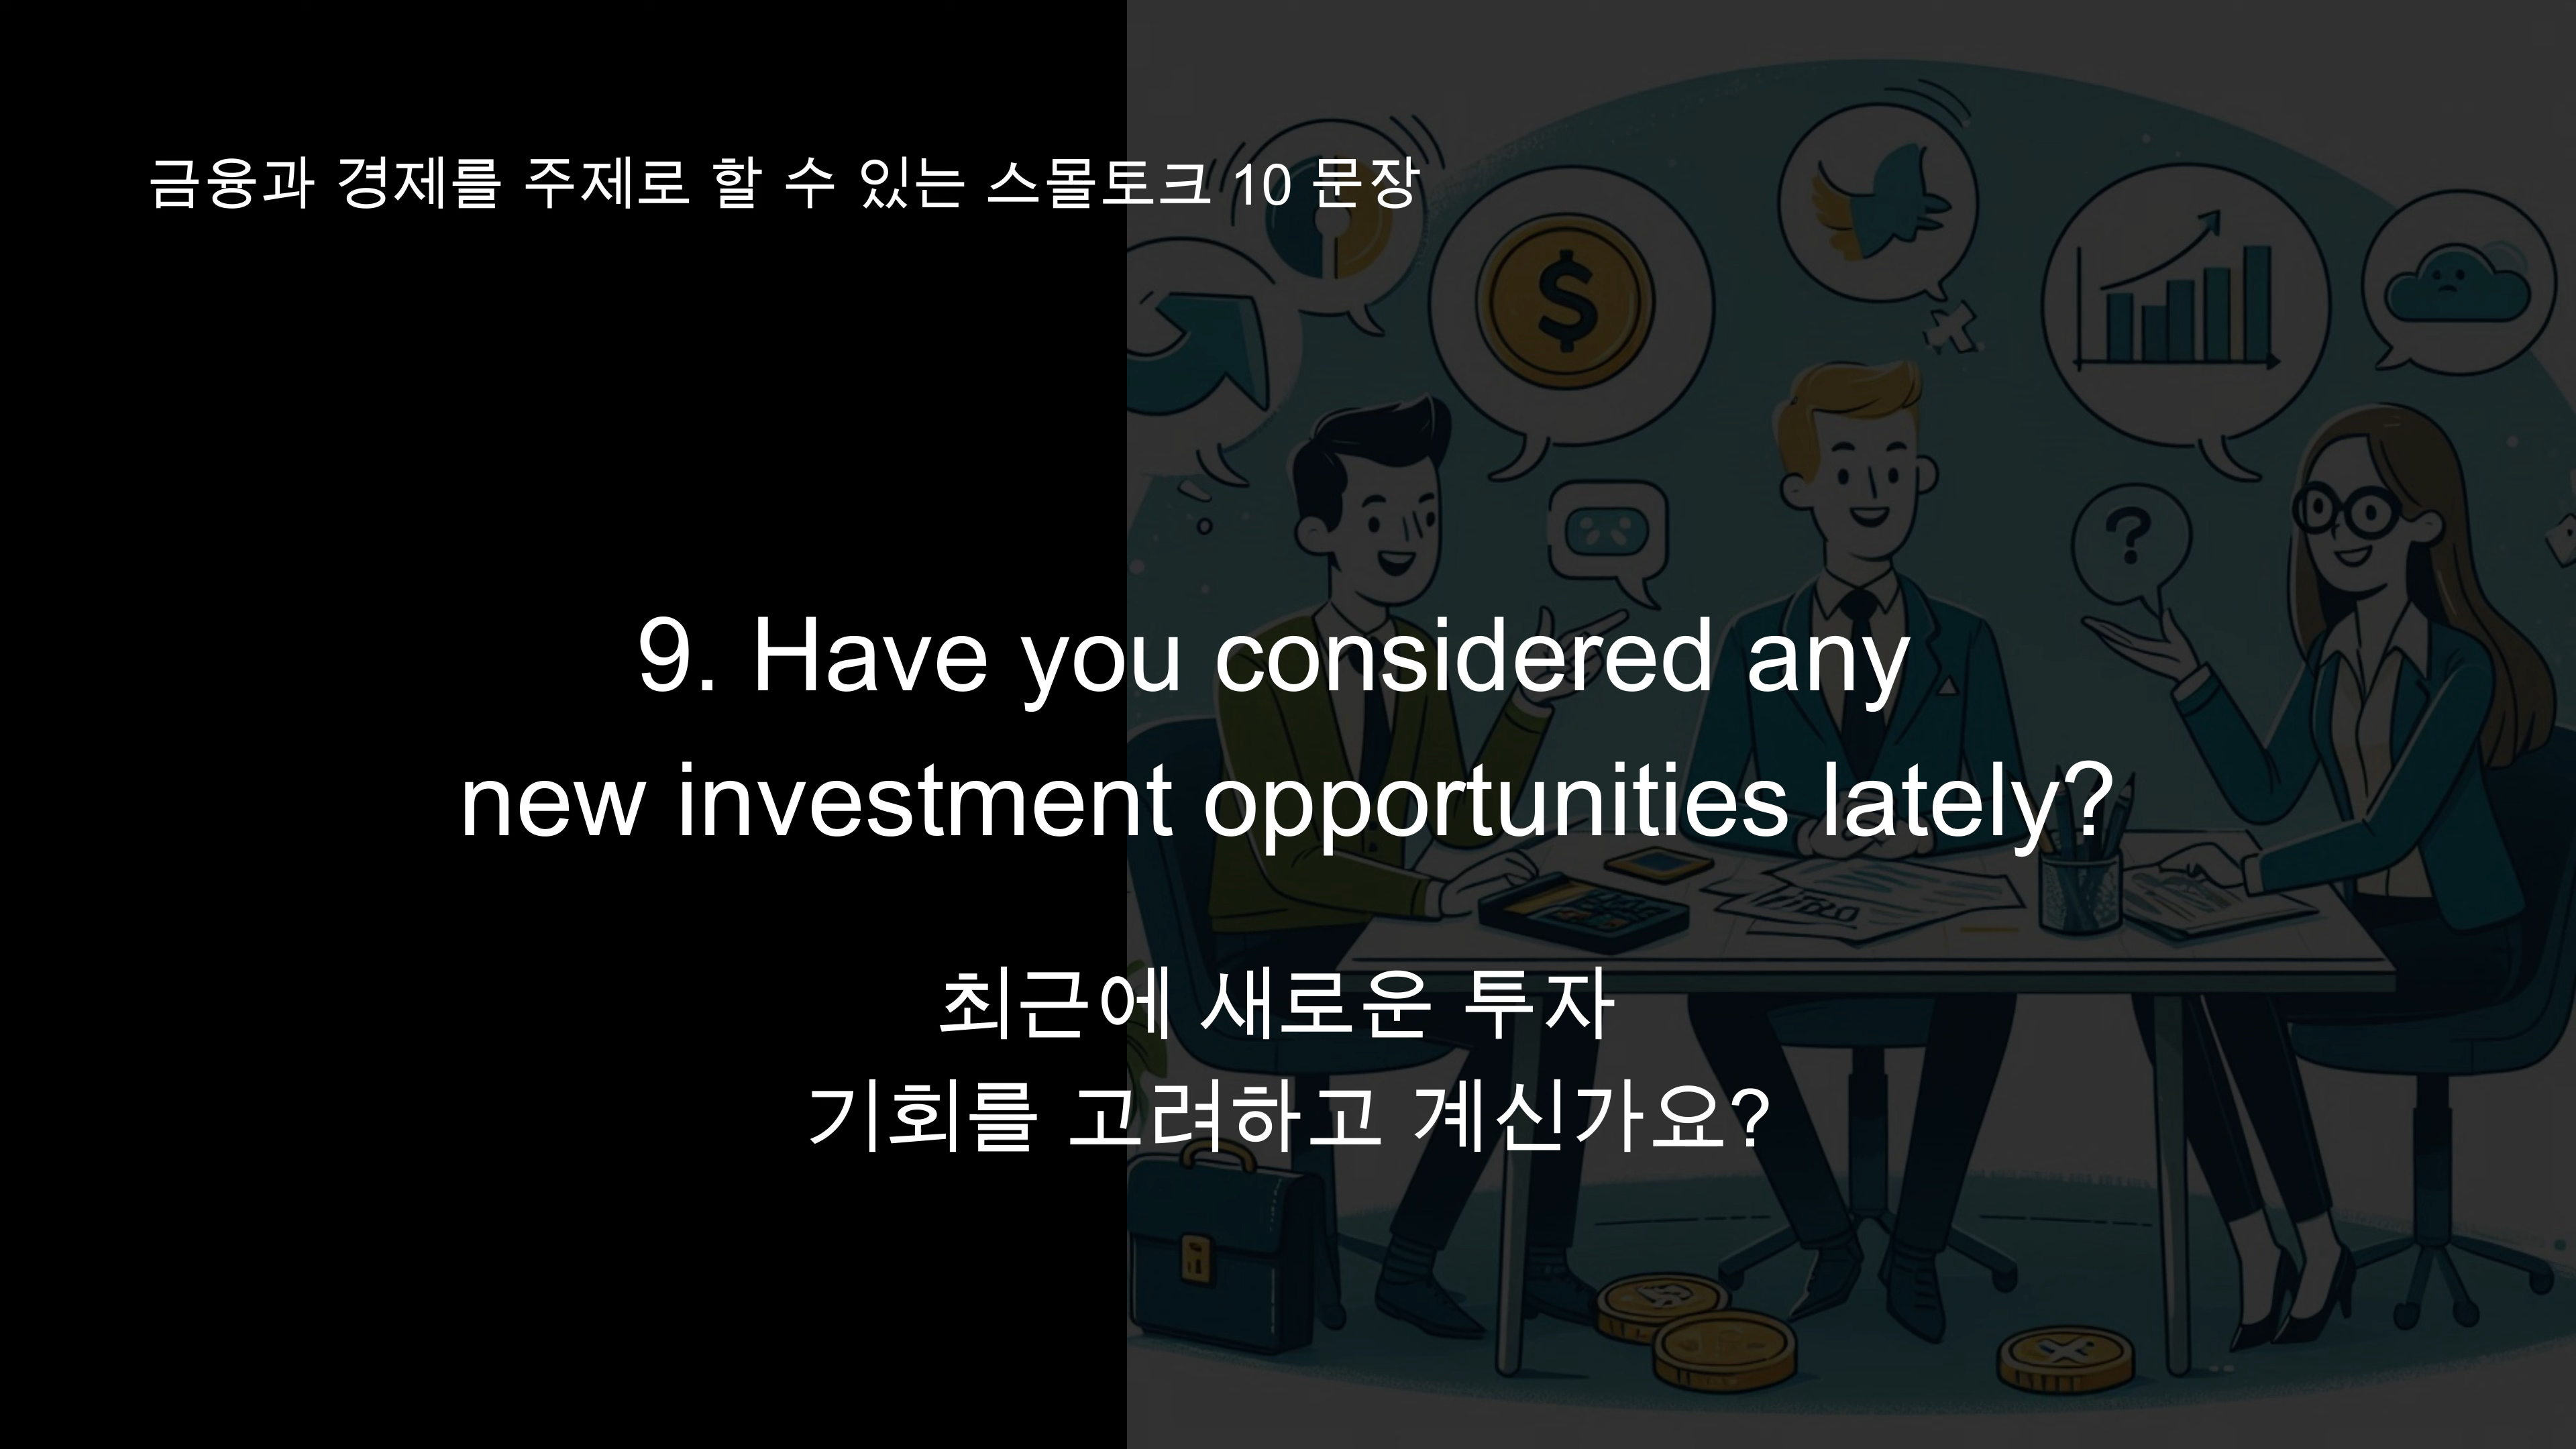 금융과 경제를 주제로 할 수 있는 스몰토크 10 문장
9. Have you considered any
new investment opportunities lately?
최근에 새로운 투자
기회를 고려하고 계신가요?